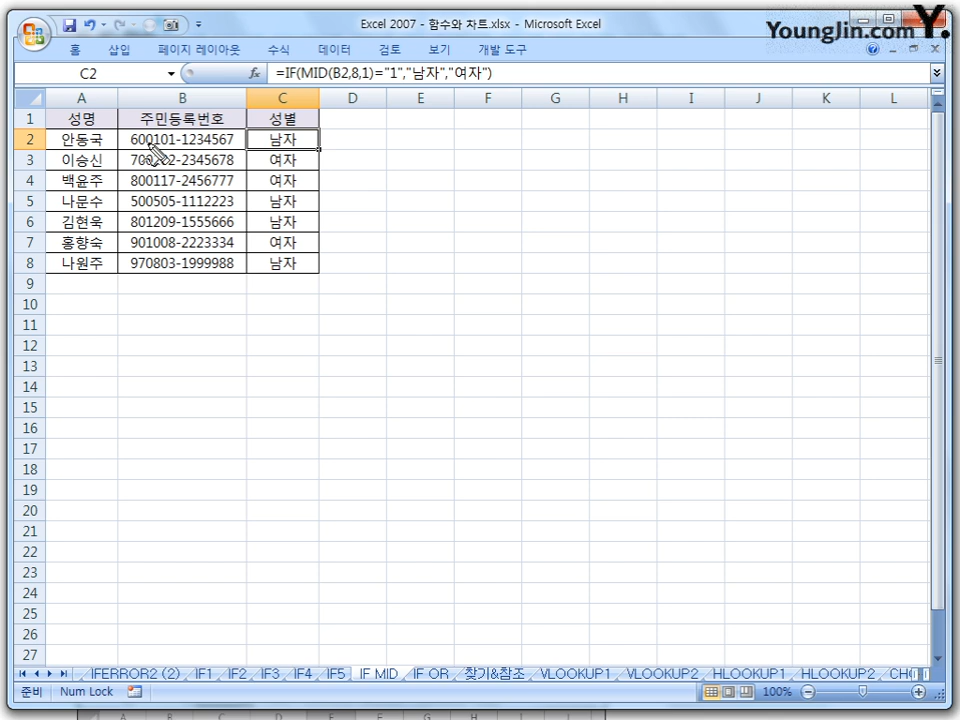 Excel 2007 - 함수와 차트.xlsx - Microsoft Excel
YoungJin.com Y.
홈 삽입 페이지 레이아웃 수식 데이터 검토 보기 개발 도구
C2 fx =IF(MID(B2,8,1)="1","남자","여자")
A B C D E F G H I J K L
1 성명 주민등록번호 성별
2 안동국 600101-1234567 남자
3 이승신 -2345678 여자
4 백윤주 800117-2456777 여자
5 나문수 500505-1112223 남자
6 김현욱 801209-1555666 남자
7 홍향숙 901008-2223334 여자
8 나원주 970803-1999988 남자
9
10
11
12
13
14
15
16
17
18
19
20
21
22
23
24
25
26
27
IFERROR2 (2) IF1 IF2 IF3 IF4 IF5 IF MID IF OR 찾기&참조 VLOOKUP1 VLOOKUP2 HLOOKUP1 HLOOKUP2
준비 Num Lock 100%